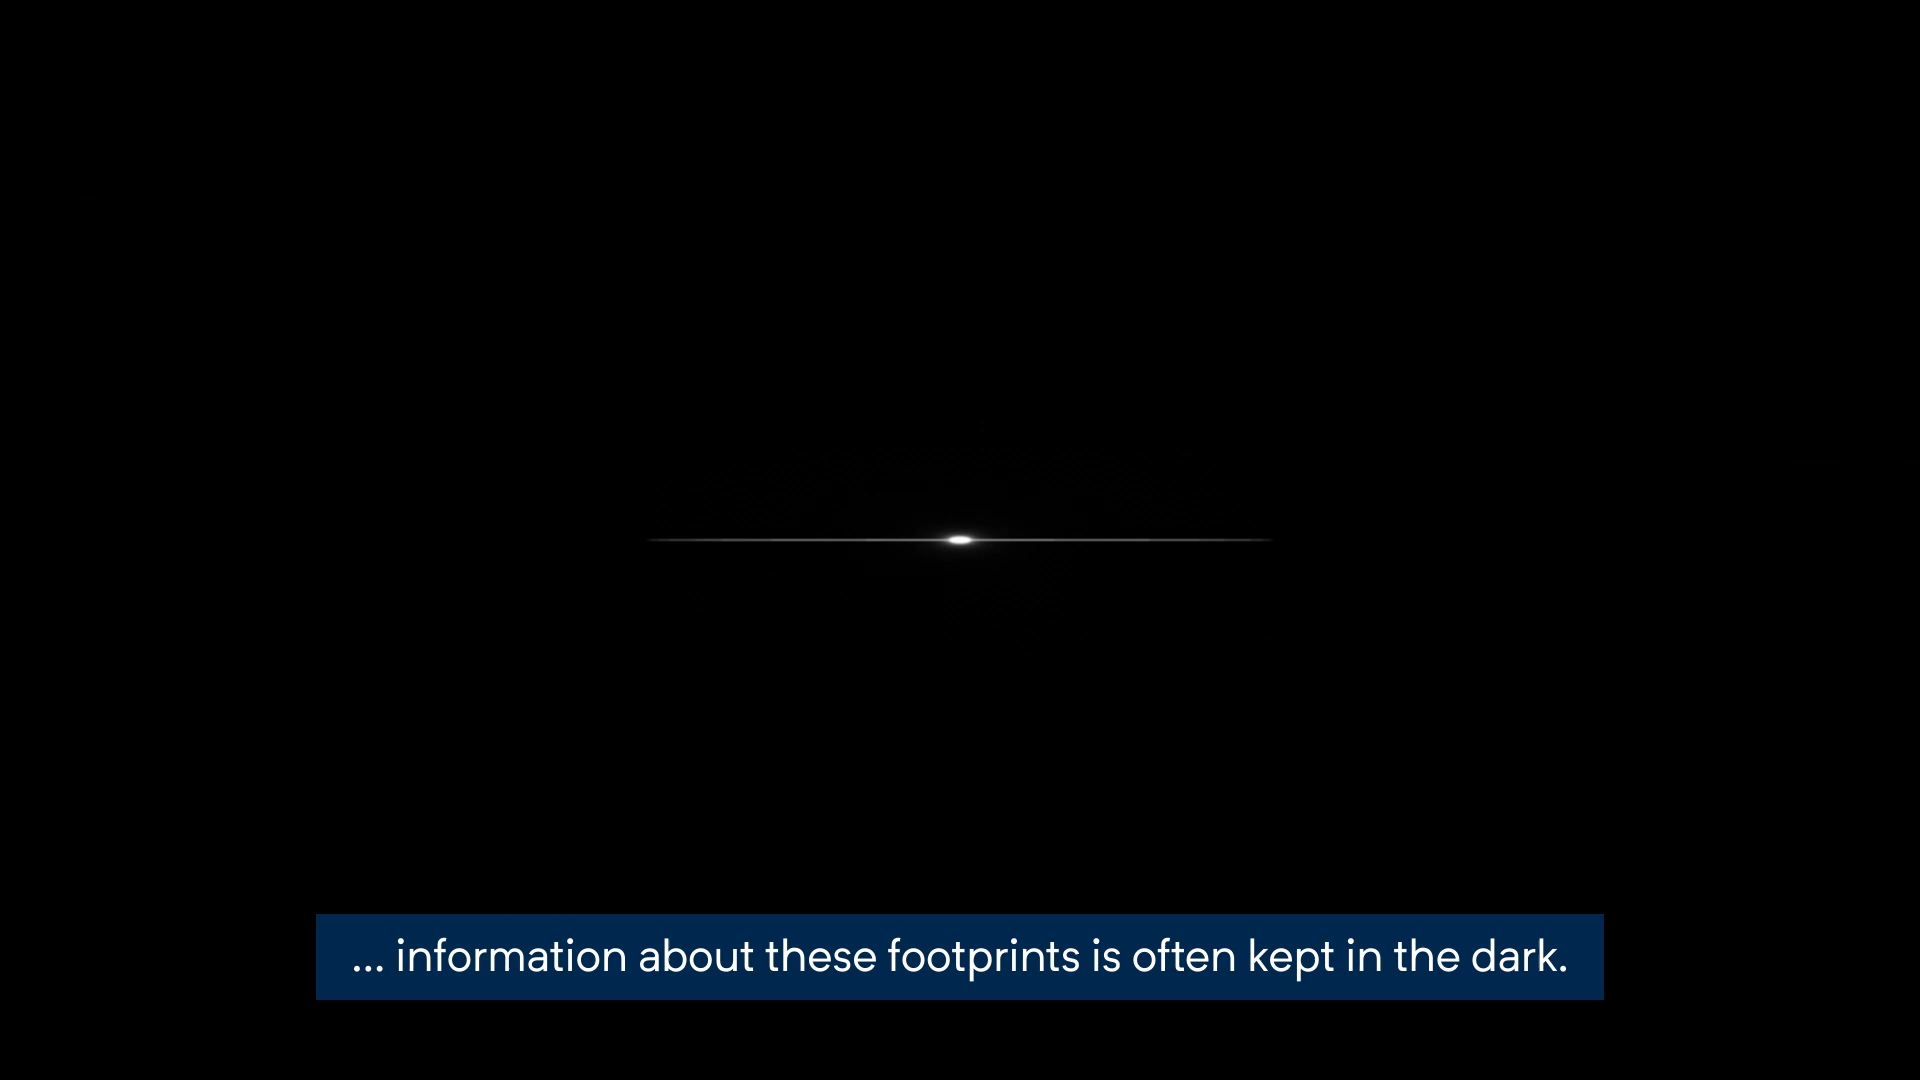 ... information about these footprints is often kept in the dark.